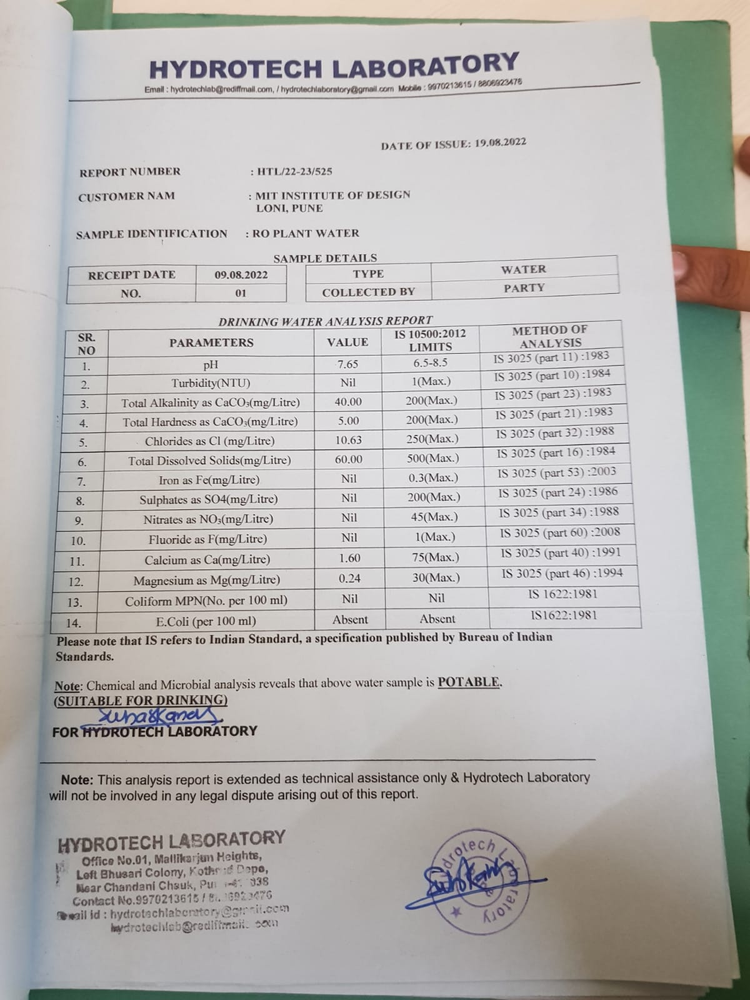 HYDROTECH LABORATORY
Email : hydrotechlab@rediffmail.com, / hydrotechlaboratory@gmail.com Mobile : 9970213615 / 8806923476
DATE OF ISSUE: 19.08.2022
REPORT NUMBER : HTL/22-23/525
CUSTOMER NAM : MIT INSTITUTE OF DESIGN
LONI, PUNE
SAMPLE IDENTIFICATION : RO PLANT WATER
SAMPLE DETAILS
RECEIPT DATE 09.08.2022 TYPE WATER
NO. 01 COLLECTED BY PARTY
DRINKING WATER ANALYSIS REPORT
SR. NO PARAMETERS VALUE IS 10500:2012 LIMITS METHOD OF ANALYSIS
1. pH 7.65 6.5-8.5 IS 3025 (part 11) :1983
2. Turbidity(NTU) Nil 1(Max.) IS 3025 (part 10) :1984
3. Total Alkalinity as CaCO₃(mg/Litre) 40.00 200(Max.) IS 3025 (part 23) :1983
4. Total Hardness as CaCO₃(mg/Litre) 5.00 200(Max.) IS 3025 (part 21) :1983
5. Chlorides as Cl (mg/Litre) 10.63 250(Max.) IS 3025 (part 32) :1988
6. Total Dissolved Solids(mg/Litre) 60.00 500(Max.) IS 3025 (part 16) :1984
7. Iron as Fe(mg/Litre) Nil 0.3(Max.) IS 3025 (part 53) :2003
8. Sulphates as SO4(mg/Litre) Nil 200(Max.) IS 3025 (part 24) :1986
9. Nitrates as NO₃(mg/Litre) Nil 45(Max.) IS 3025 (part 34) :1988
10. Fluoride as F(mg/Litre) Nil 1(Max.) IS 3025 (part 60) :2008
11. Calcium as Ca(mg/Litre) 1.60 75(Max.) IS 3025 (part 40) :1991
12. Magnesium as Mg(mg/Litre) 0.24 30(Max.) IS 3025 (part 46) :1994
13. Coliform MPN(No. per 100 ml) Nil Nil IS 1622:1981
14. E.Coli (per 100 ml) Absent Absent IS1622:1981
Please note that IS refers to Indian Standard, a specification published by Bureau of Indian
Standards.
Note: Chemical and Microbial analysis reveals that above water sample is POTABLE.
(SUITABLE FOR DRINKING)
FOR HYDROTECH LABORATORY
Note: This analysis report is extended as technical assistance only & Hydrotech Laboratory
will not be involved in any legal dispute arising out of this report.
HYDROTECH LABORATORY
Office No.01, Mallikarjun Heights,
Left Bhusari Colony, Depo,
Near Chandani Chauk,
Contact No.9970213615 /
id : hydrotechlaboratory@gmail.com
hydrotechlab@rediffmail.com
Laboratory